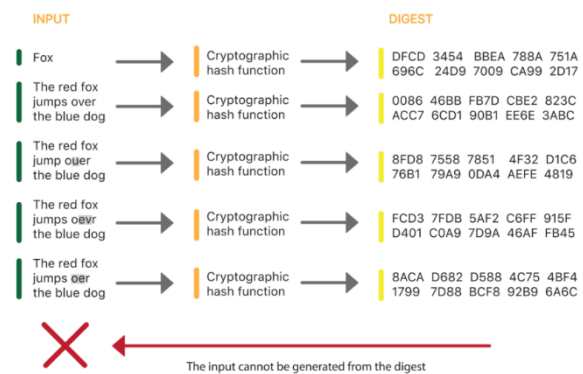 INPUT DIGEST
Fox Cryptographic DFCD 3454 BBEA 788A 751A
hash function 696C 24D9 7009 CA99 2D17
The red fox
jumps over Cryptographic 0086 46BB FB7D CBE2 823C
the blue dog hash function ACC7 6CD1 90B1 EE6E 3ABC
The red fox
jump ouer Cryptographic 8FD8 7558 7851 4F32 D1C6
the blue dog hash function 76B1 79A9 0DA4 AEFE 4819
The red fox
jumps oevr Cryptographic FCD3 7FDB 5AF2 C6FF 915F
the blue dog hash function D401 C0A9 7D9A 46AF FB45
The red fox
jumps oer Cryptographic 8ACA D682 D588 4C75 4BF4
the blue dog hash function 1799 7D88 BCF8 92B9 6A6C
The input cannot be generated from the digest